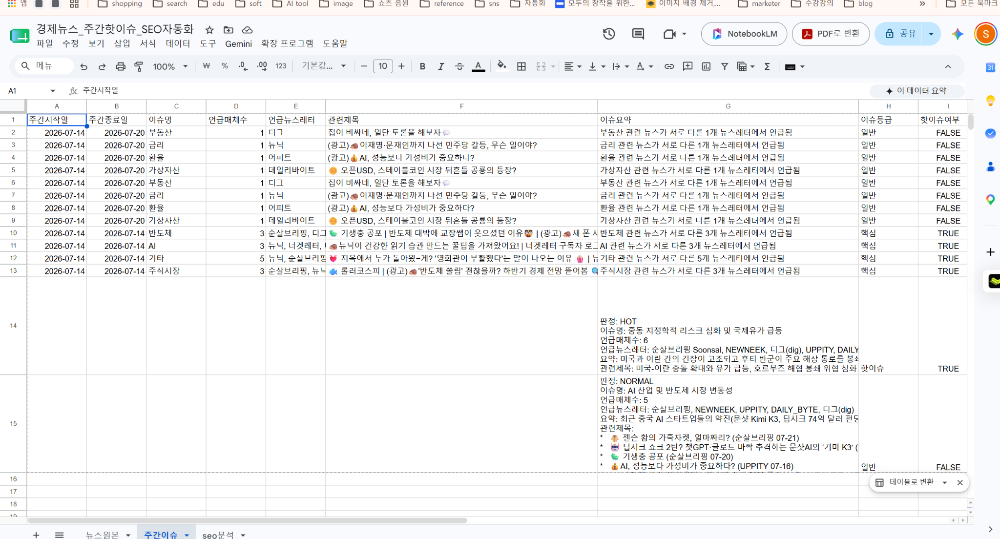 앱
shopping
search
edu
soft
AI tool
image
쇼츠 음원
reference
sns
자동화
모두의 창작을 위한...
이미지 배경 제거,...
marketer
수강강의
blog
»
모든 북마크
경제뉴스_주간핫이슈_SEO자동화
파일 수정 보기 삽입 서식 데이터 도구 Gemini 확장 프로그램 도움말
NotebookLM
PDF로 변환
공유
S
메뉴
100%
₩ % .0 .00 123
기본값...
10
B I A
A1
fx 주간시작일
이 데이터 요약
31
A B C D E F G H I
1 주간시작일 주간종료일 이슈명 언급매체수 언급뉴스레터 관련제목 이슈요약 이슈등급 핫이슈여부
2 2026-07-14 2026-07-20 부동산 1 디그 집이 비싸네, 일단 토론을 해보자💬 부동산 관련 뉴스가 서로 다른 1개 뉴스레터에서 언급됨 일반 FALSE
3 2026-07-14 2026-07-20 금리 1 뉴닉 (광고)🦔이재명·문재인까지 나선 민주당 갈등, 무슨 일이야? 금리 관련 뉴스가 서로 다른 1개 뉴스레터에서 언급됨 일반 FALSE
4 2026-07-14 2026-07-20 환율 1 어피트 (광고)💰AI, 성능보다 가성비가 중요하다? 환율 관련 뉴스가 서로 다른 1개 뉴스레터에서 언급됨 일반 FALSE
5 2026-07-14 2026-07-20 가상자산 1 데일리바이트 🪙 오픈USD, 스테이블코인 시장 뒤흔들 공룡의 등장? 가상자산 관련 뉴스가 서로 다른 1개 뉴스레터에서 언급됨 일반 FALSE
6 2026-07-14 2026-07-20 부동산 1 디그 집이 비싸네, 일단 토론을 해보자💬 부동산 관련 뉴스가 서로 다른 1개 뉴스레터에서 언급됨 일반 FALSE
7 2026-07-14 2026-07-20 금리 1 뉴닉 (광고)🦔이재명·문재인까지 나선 민주당 갈등, 무슨 일이야? 금리 관련 뉴스가 서로 다른 1개 뉴스레터에서 언급됨 일반 FALSE
8 2026-07-14 2026-07-20 환율 1 어피트 (광고)💰AI, 성능보다 가성비가 중요하다? 환율 관련 뉴스가 서로 다른 1개 뉴스레터에서 언급됨 일반 FALSE
9 2026-07-14 2026-07-20 가상자산 1 데일리바이트 🪙 오픈USD, 스테이블코인 시장 뒤흔들 공룡의 등장? 가상자산 관련 뉴스가 서로 다른 1개 뉴스레터에서 언급됨 일반 FALSE
10 2026-07-14 2026-07-14 반도체 3 순살브리핑, 디그 🦠 기생충 공포 | 반도체 대박에 교장쌤이 웃으셨던 이유🥸 | (광고)🦔새 폰 사 반도체 관련 뉴스가 서로 다른 3개 뉴스레터에서 언급됨 핵심 TRUE
11 2026-07-14 2026-07-14 AI 3 뉴닉, 너겟레터, 🦔뉴닉이 건강한 읽기 습관 만드는 꿀팁을 가져왔어요! | 너겟레터 구독자 로그 AI 관련 뉴스가 서로 다른 3개 뉴스레터에서 언급됨 핵심 TRUE
12 2026-07-14 2026-07-14 기타 5 뉴닉, 순살브리핑 💓 지옥에서 누가 돌아왔~게? '영화관이 부활했다'는 말이 나오는 이유 🍿 | 뉴 기타 관련 뉴스가 서로 다른 5개 뉴스레터에서 언급됨 핵심 TRUE
13 2026-07-14 2026-07-14 주식시장 3 순살브리핑, 뉴닉 🐟 롤러코스피 | (광고)🦔'반도체 쏠림' 괜찮을까? 하반기 경제 전망 뜯어봄 🔍 주식시장 관련 뉴스가 서로 다른 3개 뉴스레터에서 언급됨 핵심 TRUE
14
판정: HOT
이슈명: 중동 지정학적 리스크 심화 및 국제유가 급등
언급매체수: 6
언급뉴스레터: 순살브리핑 Soonsal, NEWNEEK, 디그(dig), UPPITY, DAILY
요약: 미국과 이란 간의 긴장이 고조되고 후티 반군이 주요 해상 통로를 봉쇄
관련제목: 미국-이란 충돌 확대와 유가 급등, 호르무즈 해협 봉쇄 위협 심화 핫이슈 TRUE
15
판정: NORMAL
이슈명: AI 산업 및 반도체 시장 변동성
언급매체수: 5
언급뉴스레터: 순살브리핑, NEWNEEK, UPPITY, DAILY_BYTE, 디그(dig)
요약: 최근 중국 AI 스타트업들의 약진(문샷 Kimi K3, 딥시크 74억 달러 펀딩
관련제목:
* 🧥 젠슨 황의 가죽자켓, 얼마짜리? (순살브리핑 07-21)
* 🤖 딥시크 쇼크 2탄? 챗GPT·클로드 바짝 추격하는 문샷AI의 ‘키미 K3’ (
* 🦠 기생충 공포 (순살브리핑 07-20)
* 💰AI, 성능보다 가성비가 중요하다? (UPPITY 07-16) 일반 FALSE
16
17
18
19
테이블로 변환
뉴스원본
주간이슈
seo분석